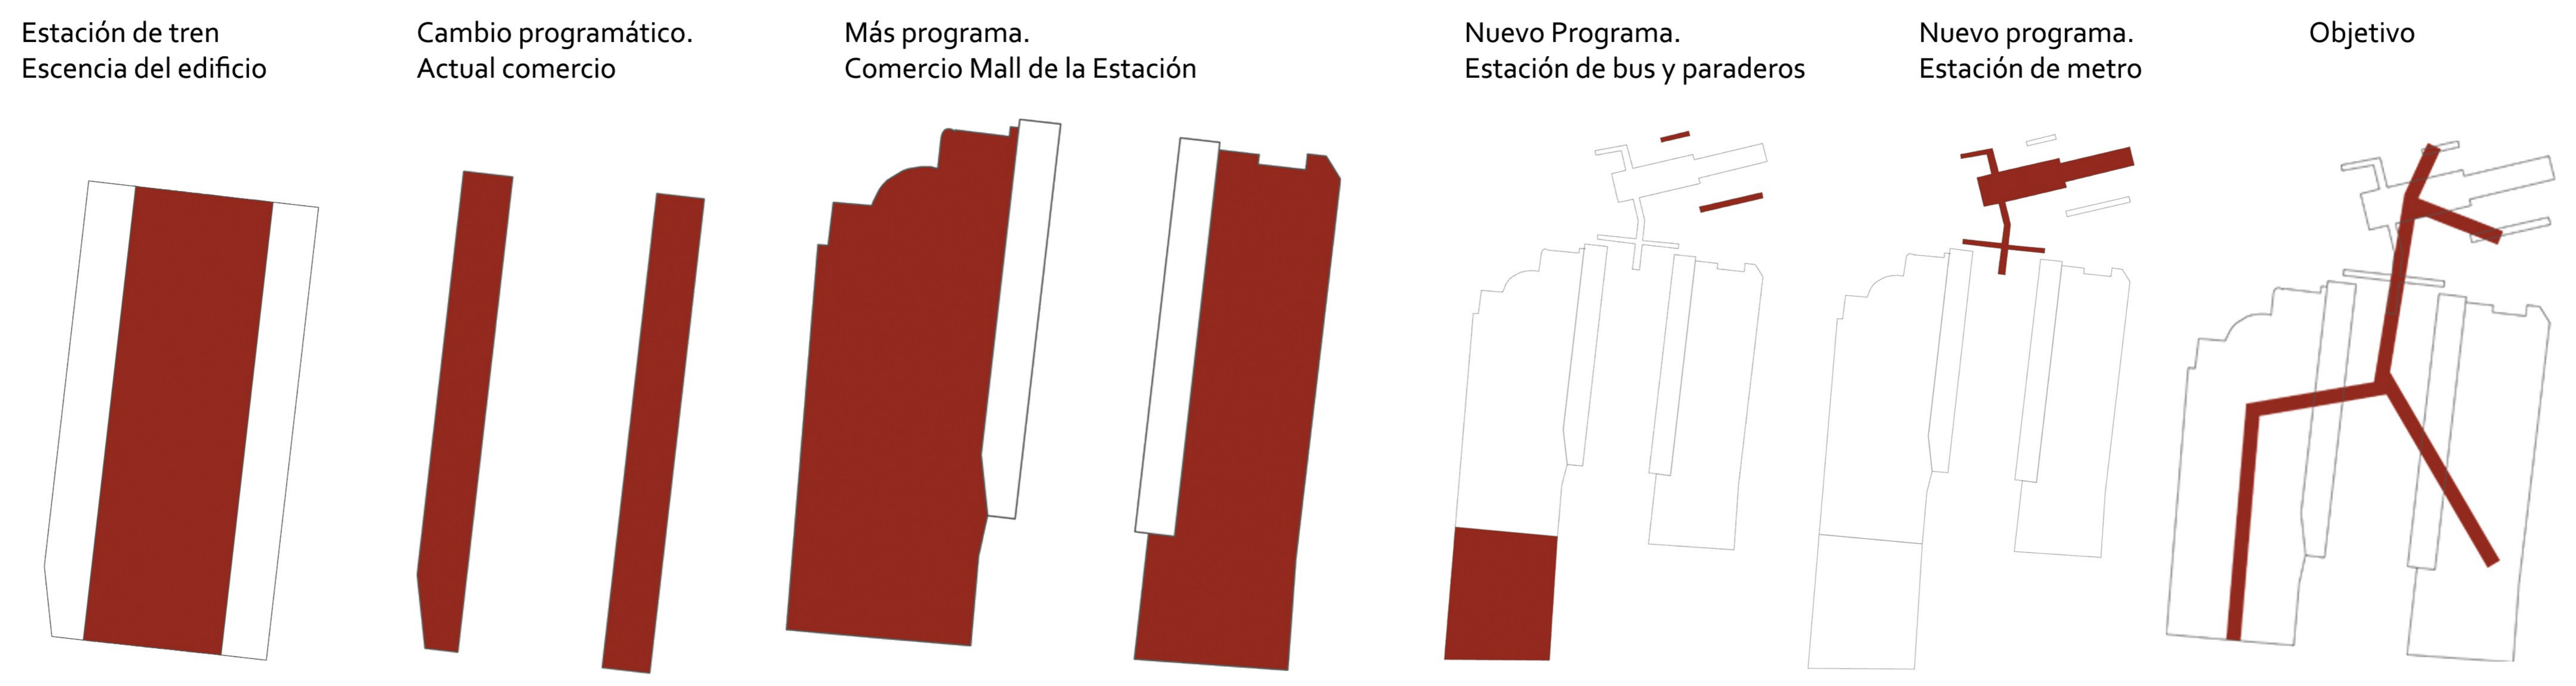 Estación de tren
Escencia del edificio
Cambio programático.
Actual comercio
Más programa.
Comercio Mall de la Estación
Nuevo Programa.
Estación de bus y paraderos
Nuevo programa.
Estación de metro
Objetivo